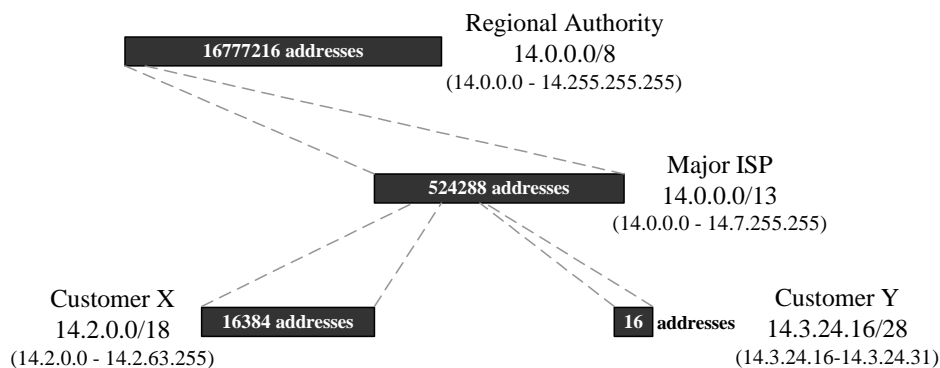 Regional Authority
16777216 addresses
14.0.0.0/8
(14.0.0.0 - 14.255.255.255)
Major ISP
524288 addresses
14.0.0.0/13
(14.0.0.0 - 14.7.255.255)
Customer X
14.2.0.0/18
(14.2.0.0 - 14.2.63.255)
16384 addresses
16 addresses
Customer Y
14.3.24.16/28
(14.3.24.16-14.3.24.31)